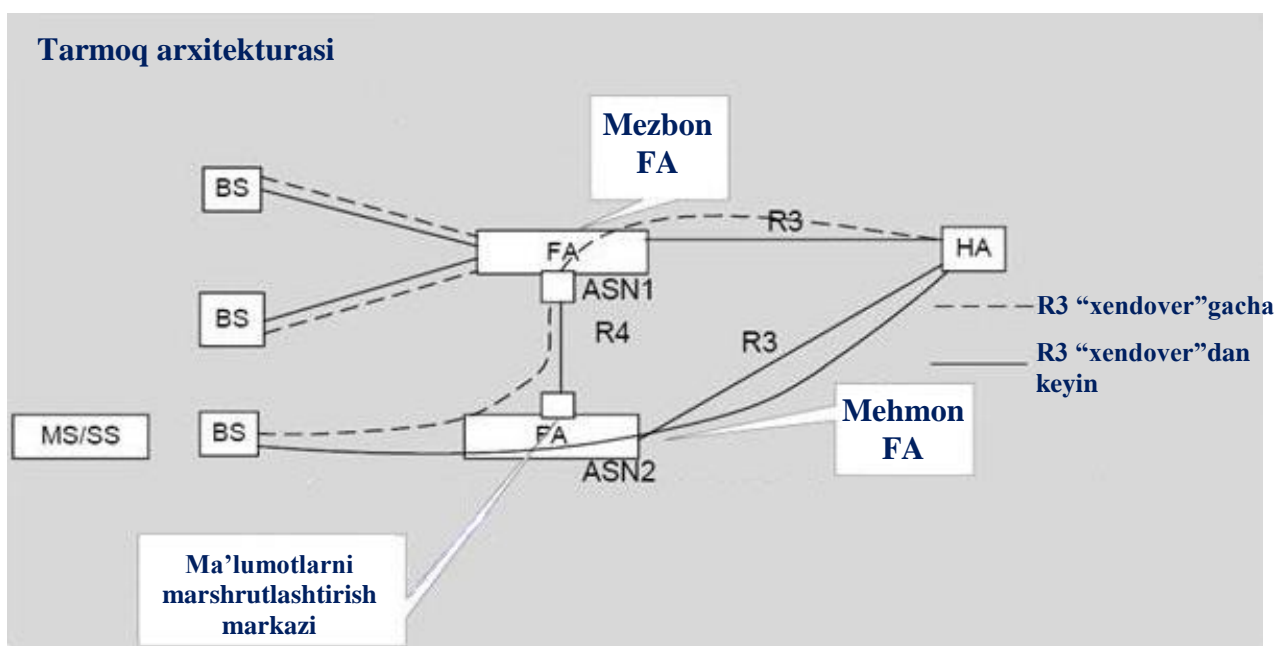 Tarmoq arxitekturasi
Mezbon
FA
BS
R3
FA
HA
ASN1
BS
R4
R3
R3 “xendover”gacha
R3 “xendover”dan
keyin
Mehmon
FA
MS/SS
BS
FA
ASN2
Ma’lumotlarni
marshrutlashtirish
markazi